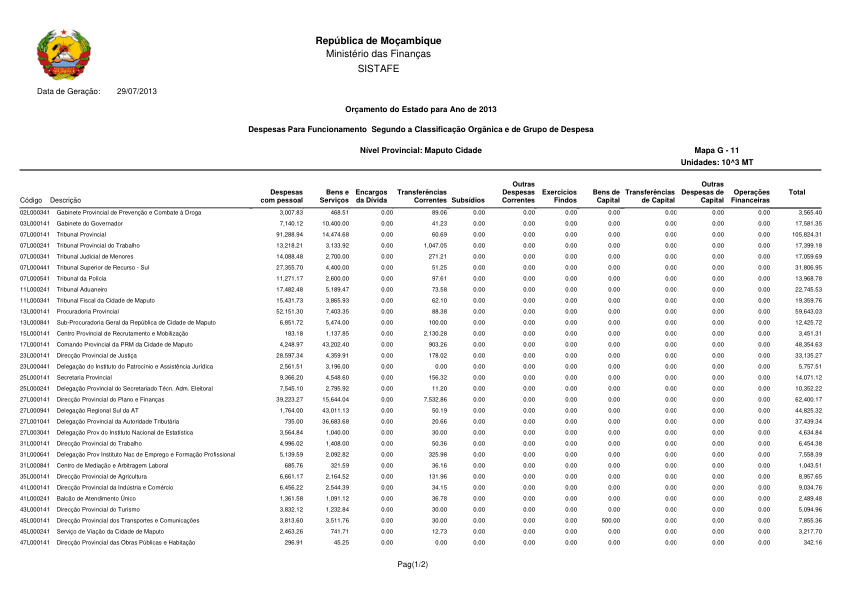 República de Moçambique
Ministério das Finanças
SISTAFE
Data de Geração: 29/07/2013
Orçamento do Estado para Ano de 2013
Despesas Para Funcionamento Segundo a Classificação Orgânica e de Grupo de Despesa
Nível Provincial: Maputo Cidade Mapa G - 11
Unidades: 10^3 MT
Código Descrição Despesas com pessoal Bens e Serviços Encargos da Dívida Transferências Correntes Subsídios Outras Despesas Correntes Exercicios Findos Bens de Capital Transferências de Capital Outras Despesas de Capital Operações Financeiras Total
02L000341 Gabinete Provincial de Prevenção e Combate à Droga 3,007.83 468.51 0.00 89.06 0.00 0.00 0.00 0.00 0.00 0.00 0.00 3,565.40
03L000141 Gabinete do Governador 7,140.12 10,400.00 0.00 41.23 0.00 0.00 0.00 0.00 0.00 0.00 0.00 17,581.35
07L000141 Tribunal Provincial 91,288.94 14,474.68 0.00 60.69 0.00 0.00 0.00 0.00 0.00 0.00 0.00 105,824.31
07L000241 Tribunal Provincial do Trabalho 13,218.21 3,133.92 0.00 1,047.05 0.00 0.00 0.00 0.00 0.00 0.00 0.00 17,399.18
07L000341 Tribunal Judicial de Menores 14,088.48 2,700.00 0.00 271.21 0.00 0.00 0.00 0.00 0.00 0.00 0.00 17,059.69
07L000441 Tribunal Superior de Recurso - Sul 27,355.70 4,400.00 0.00 51.25 0.00 0.00 0.00 0.00 0.00 0.00 0.00 31,806.95
07L000541 Tribunal da Polícia 11,271.17 2,600.00 0.00 97.61 0.00 0.00 0.00 0.00 0.00 0.00 0.00 13,968.78
11L000241 Tribunal Aduaneiro 17,482.48 5,189.47 0.00 73.58 0.00 0.00 0.00 0.00 0.00 0.00 0.00 22,745.53
11L000341 Tribunal Fiscal da Cidade de Maputo 15,431.73 3,865.93 0.00 62.10 0.00 0.00 0.00 0.00 0.00 0.00 0.00 19,359.76
13L000141 Procuradoria Provincial 52,151.30 7,403.35 0.00 88.38 0.00 0.00 0.00 0.00 0.00 0.00 0.00 59,643.03
13L000841 Sub-Procuradoria Geral da República de Cidade de Maputo 6,851.72 5,474.00 0.00 100.00 0.00 0.00 0.00 0.00 0.00 0.00 0.00 12,425.72
15L000141 Centro Provincial de Recrutamento e Mobilização 183.18 1,137.85 0.00 2,130.28 0.00 0.00 0.00 0.00 0.00 0.00 0.00 3,451.31
17L000141 Comando Provincial da PRM da Cidade de Maputo 4,248.97 43,202.40 0.00 903.26 0.00 0.00 0.00 0.00 0.00 0.00 0.00 48,354.63
23L000141 Direcção Provincial de Justiça 28,597.34 4,359.91 0.00 178.02 0.00 0.00 0.00 0.00 0.00 0.00 0.00 33,135.27
23L000441 Delegação do Instituto do Patrocínio e Assistência Jurídica 2,561.51 3,196.00 0.00 0.00 0.00 0.00 0.00 0.00 0.00 0.00 0.00 5,757.51
25L000141 Secretaria Provincial 9,366.20 4,548.60 0.00 156.32 0.00 0.00 0.00 0.00 0.00 0.00 0.00 14,071.12
25L000241 Delegação Provincial do Secretariado Técn. Adm. Eleitoral 7,545.10 2,795.92 0.00 11.20 0.00 0.00 0.00 0.00 0.00 0.00 0.00 10,352.22
27L000141 Direcção Provincial do Plano e Finanças 39,223.27 15,644.04 0.00 7,532.86 0.00 0.00 0.00 0.00 0.00 0.00 0.00 62,400.17
27L000941 Delegação Regional Sul da AT 1,764.00 43,011.13 0.00 50.19 0.00 0.00 0.00 0.00 0.00 0.00 0.00 44,825.32
27L001041 Delegação Provincial da Autoridade Tributária 735.00 36,683.68 0.00 20.66 0.00 0.00 0.00 0.00 0.00 0.00 0.00 37,439.34
27L003041 Delegação Prov do Instituto Nacional de Estatistica 3,564.84 1,040.00 0.00 30.00 0.00 0.00 0.00 0.00 0.00 0.00 0.00 4,634.84
31L000141 Direcção Provincial do Trabalho 4,996.02 1,408.00 0.00 50.36 0.00 0.00 0.00 0.00 0.00 0.00 0.00 6,454.38
31L000641 Delegação Prov Instituto Nac de Emprego e Formação Profissional 5,139.59 2,092.82 0.00 325.98 0.00 0.00 0.00 0.00 0.00 0.00 0.00 7,558.39
31L000841 Centro de Mediação e Arbitragem Laboral 685.76 321.59 0.00 36.16 0.00 0.00 0.00 0.00 0.00 0.00 0.00 1,043.51
35L000141 Direcção Provincial de Agricultura 6,661.17 2,164.52 0.00 131.96 0.00 0.00 0.00 0.00 0.00 0.00 0.00 8,957.65
41L000141 Direcção Provincial da Indústria e Comércio 6,456.22 2,544.39 0.00 34.15 0.00 0.00 0.00 0.00 0.00 0.00 0.00 9,034.76
41L000241 Balcão de Atendimento Único 1,361.58 1,091.12 0.00 36.78 0.00 0.00 0.00 0.00 0.00 0.00 0.00 2,489.48
43L000141 Direcção Provincial do Turismo 3,832.12 1,232.84 0.00 30.00 0.00 0.00 0.00 0.00 0.00 0.00 0.00 5,094.96
45L000141 Direcção Provincial dos Transportes e Comunicações 3,813.60 3,511.76 0.00 30.00 0.00 0.00 0.00 500.00 0.00 0.00 0.00 7,855.36
45L000241 Serviço de Viação da Cidade de Maputo 2,463.26 741.71 0.00 12.73 0.00 0.00 0.00 0.00 0.00 0.00 0.00 3,217.70
47L000141 Direcção Provincial das Obras Públicas e Habitação 296.91 45.25 0.00 0.00 0.00 0.00 0.00 0.00 0.00 0.00 0.00 342.16
Pag(1/2)